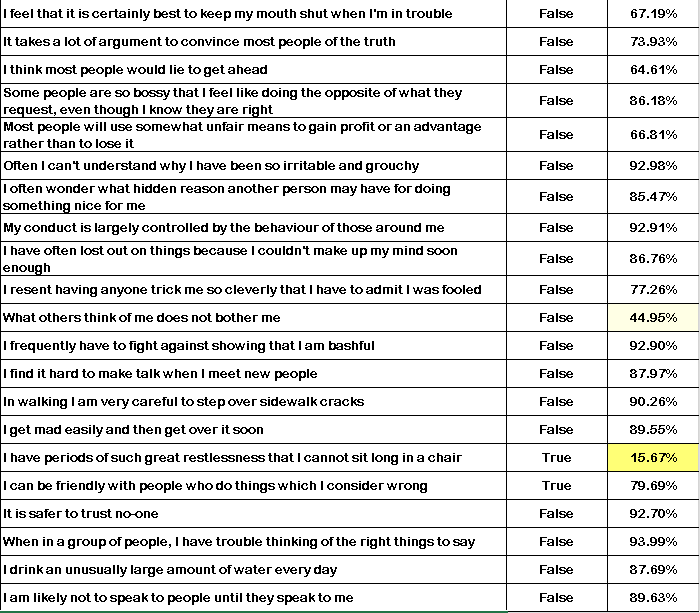 I feel that it is certainly best to keep my mouth shut when I'm in trouble False 67.19%
It takes a lot of argument to convince most people of the truth False 73.93%
I think most people would lie to get ahead False 64.61%
Some people are so bossy that I feel like doing the opposite of what they
request, even though I know they are right False 86.18%
Most people will use somewhat unfair means to gain profit or an advantage
rather than to lose it False 66.81%
Often I can't understand why I have been so irritable and grouchy False 92.98%
I often wonder what hidden reason another person may have for doing
something nice for me False 85.47%
My conduct is largely controlled by the behaviour of those around me False 92.91%
I have often lost out on things because I couldn't make up my mind soon
enough False 86.76%
I resent having anyone trick me so cleverly that I have to admit I was fooled False 77.26%
What others think of me does not bother me False 44.95%
I frequently have to fight against showing that I am bashful False 92.90%
I find it hard to make talk when I meet new people False 87.97%
In walking I am very careful to step over sidewalk cracks False 90.26%
I get mad easily and then get over it soon False 89.55%
I have periods of such great restlessness that I cannot sit long in a chair True 15.67%
I can be friendly with people who do things which I consider wrong True 79.69%
It is safer to trust no-one False 92.70%
When in a group of people, I have trouble thinking of the right things to say False 93.99%
I drink an unusually large amount of water every day False 87.69%
I am likely not to speak to people until they speak to me False 89.63%